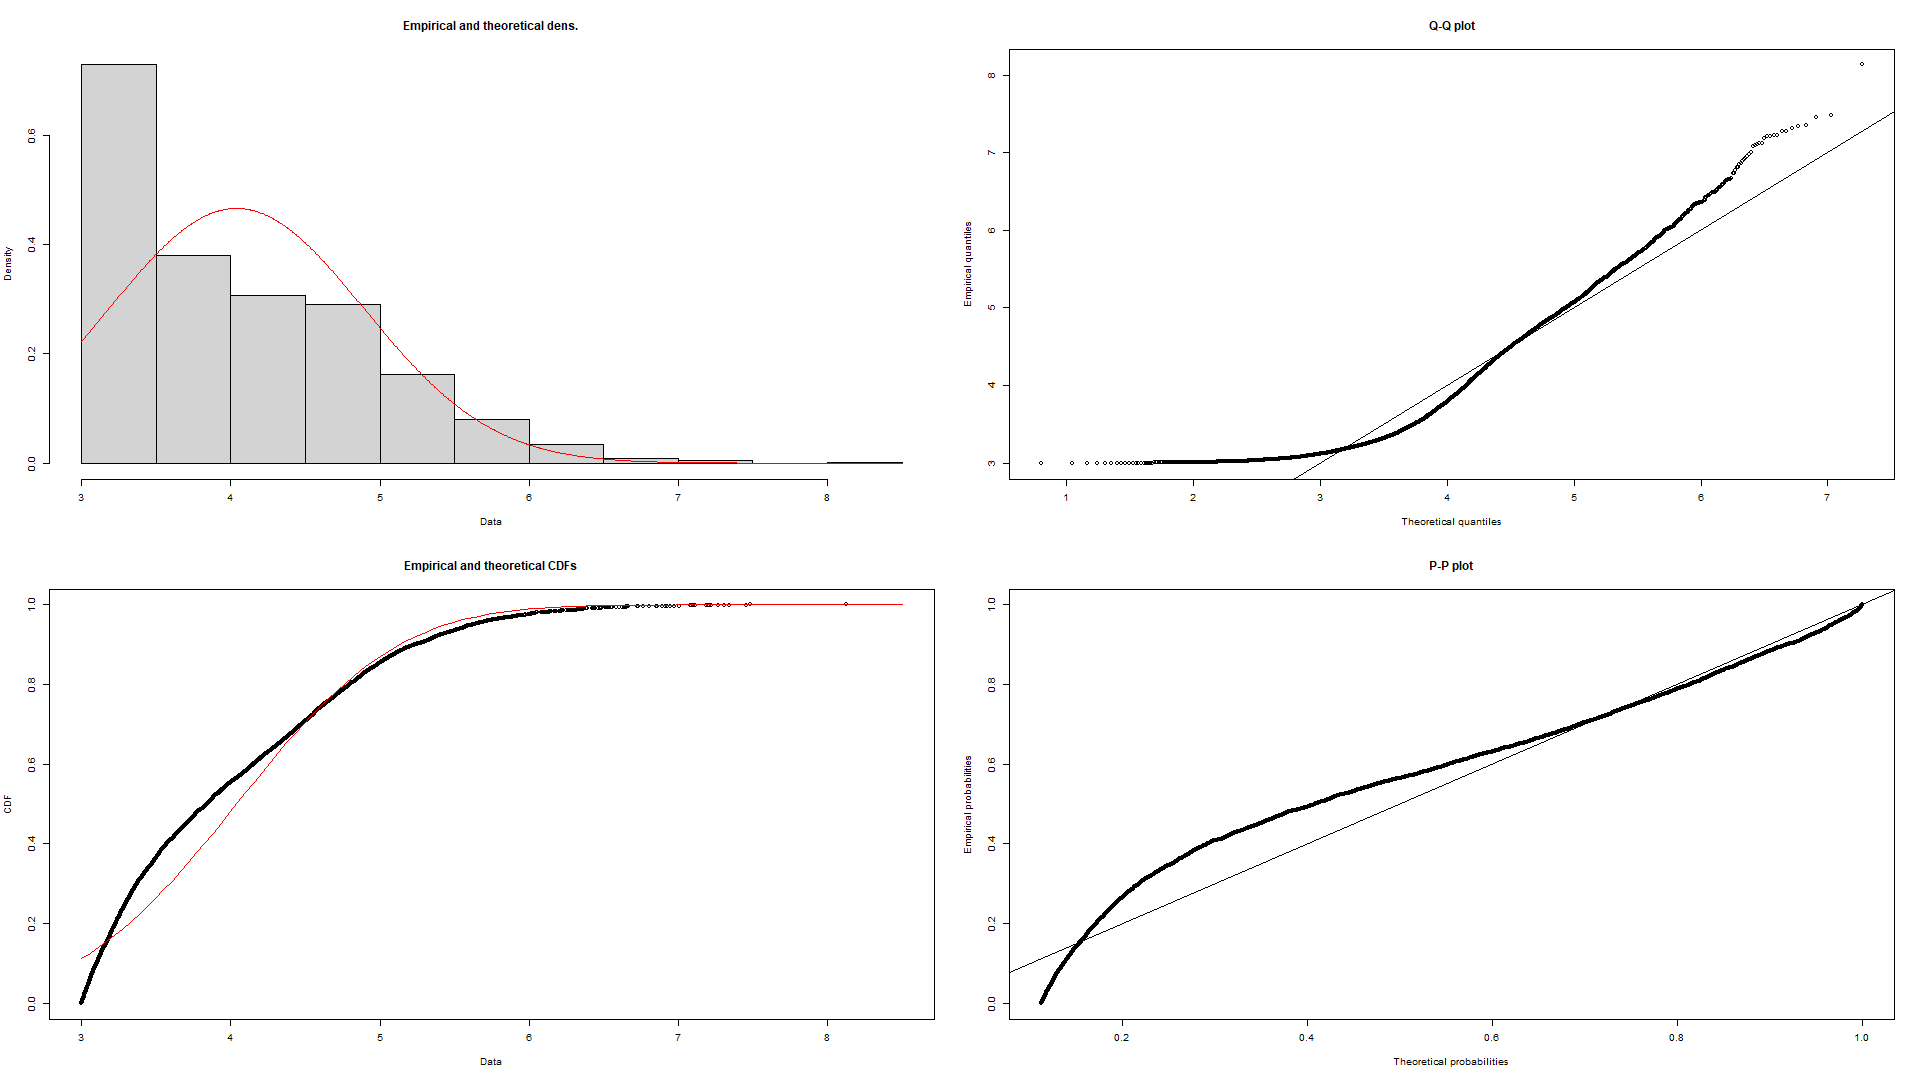 Empirical and theoretical dens.
Density
0.0 0.2 0.4 0.6
3 4 5 6 7 8
Data
Q-Q plot
Empirical quantiles
3 4 5 6 7 8
1 2 3 4 5 6 7
Theoretical quantiles
Empirical and theoretical CDFs
CDF
0.0 0.2 0.4 0.6 0.8 1.0
3 4 5 6 7 8
Data
P-P plot
Empirical probabilities
0.0 0.2 0.4 0.6 0.8 1.0
0.2 0.4 0.6 0.8 1.0
Theoretical probabilities